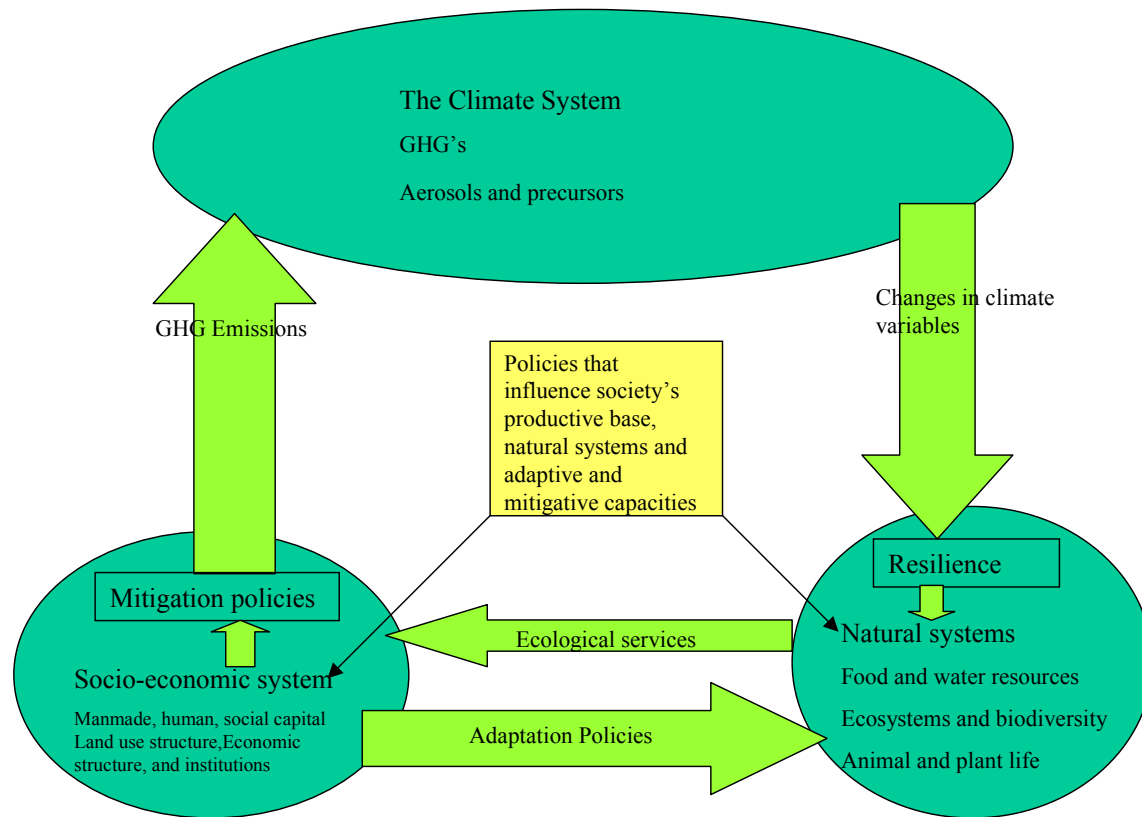 The Climate System
GHG's
Aerosols and precursors
GHG Emissions
Changes in climate
variables
Policies that
influence society’s
productive base,
natural systems and
adaptive and
mitigative capacities
Mitigation policies
Socio-economic system
Manmade, human, social capital
Land use structure,Economic
structure, and institutions
Ecological services
Adaptation Policies
Resilience
Natural systems
Food and water resources
Ecosystems and biodiversity
Animal and plant life